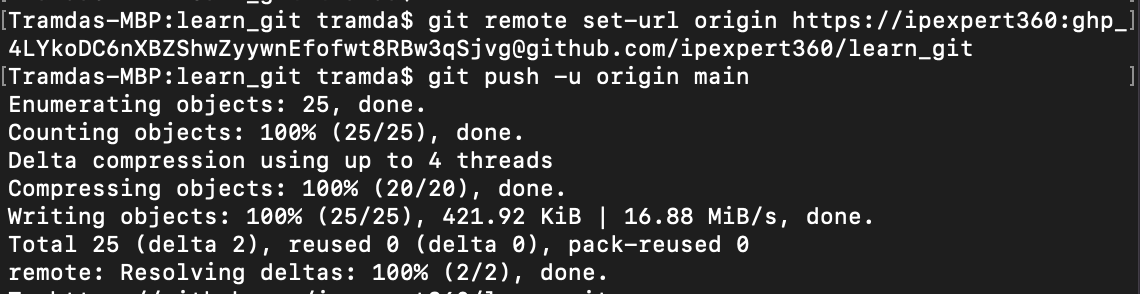 [Tramdas-MBP:learn_git tramda$ git remote set-url origin https://ipexpert360:ghp_]
4LYkoDC6nXBZShwZyywnEfofwt8RBw3qSjvg@github.com/ipexpert360/learn_git
[Tramdas-MBP:learn_git tramda$ git push -u origin main ]
Enumerating objects: 25, done.
Counting objects: 100% (25/25), done.
Delta compression using up to 4 threads
Compressing objects: 100% (20/20), done.
Writing objects: 100% (25/25), 421.92 KiB | 16.88 MiB/s, done.
Total 25 (delta 2), reused 0 (delta 0), pack-reused 0
remote: Resolving deltas: 100% (2/2), done.